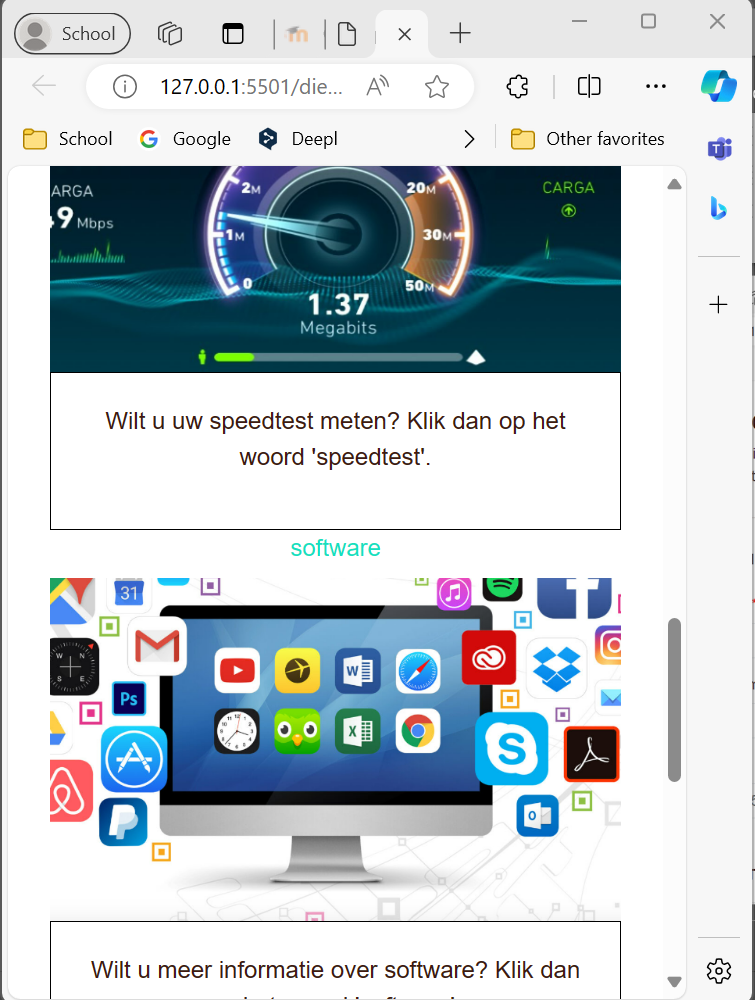 School
127.0.0.1:5501/die...
School
Google
Deepl
Other favorites
ARGA
9 Mbps
2M
1M
0
20M
30M
50M
1.37
Megabits
CARGA
Wilt u uw speedtest meten? Klik dan op het
woord 'speedtest'.
software
31
N
W
E
S
Ps
W
X
S
O
Wilt u meer informatie over software? Klik dan